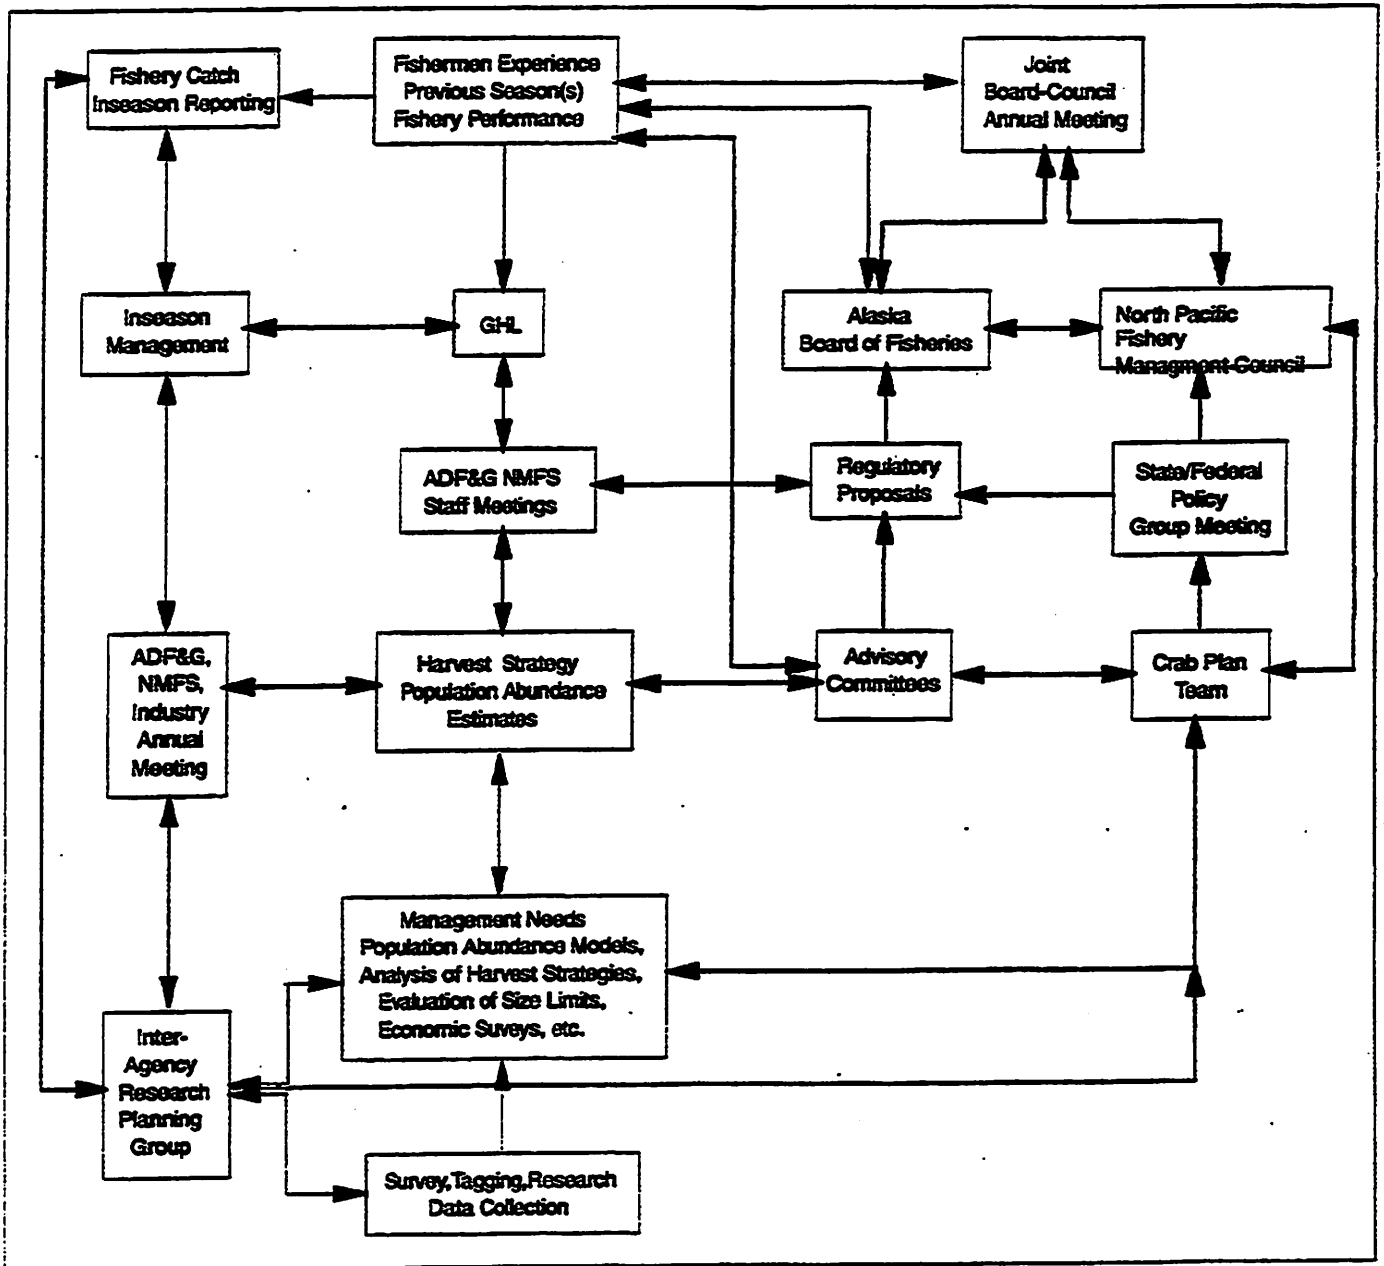 Fishery Catch
Inseason Reporting
Fishermen Experience
Previous Season(s)
Fishery Performance
Joint
Board-Council
Annual Meeting
Inseason
Management
GHL
Alaska
Board of Fisheries
North Pacific
Fishery
Managment Council
ADF&G NMFS
Staff Meetings
Regulatory
Proposals
State/Federal
Policy
Group Meeting
ADF&G,
NMFS,
Industry
Annual
Meeting
Harvest Strategy
Population Abundance
Estimates
Advisory
Committees
Crab Plan
Team
Management Needs
Population Abundance Models,
Analysis of Harvest Strategies,
Evaluation of Size Limits,
Economic Suveys, etc.
Inter-
Agency
Research
Planning
Group
Survey,Tagging,Research
Data Collection